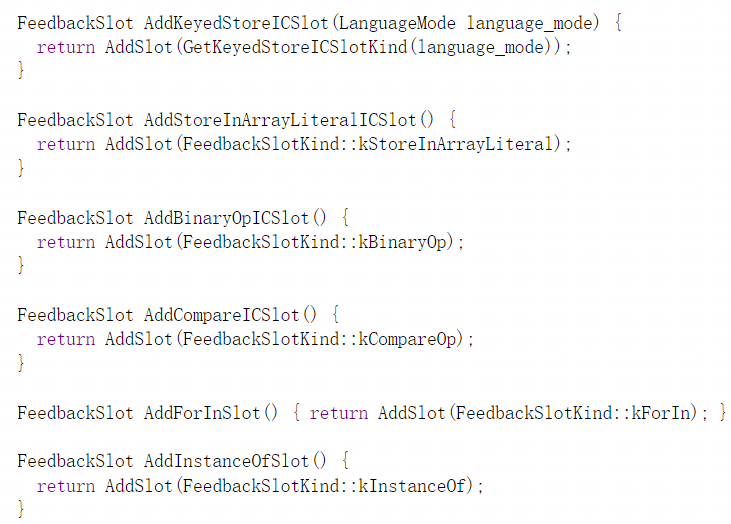 FeedbackSlot AddKeyedStoreICSlot(LanguageMode language_mode) {
  return AddSlot(GetKeyedStoreICSlotKind(language_mode));
}
FeedbackSlot AddStoreInArrayLiteralICSlot() {
  return AddSlot(FeedbackSlotKind::kStoreInArrayLiteral);
}
FeedbackSlot AddBinaryOpICSlot() {
  return AddSlot(FeedbackSlotKind::kBinaryOp);
}
FeedbackSlot AddCompareICSlot() {
  return AddSlot(FeedbackSlotKind::kCompareOp);
}
FeedbackSlot AddForInSlot() { return AddSlot(FeedbackSlotKind::kForIn); }
FeedbackSlot AddInstanceOfSlot() {
  return AddSlot(FeedbackSlotKind::kInstanceOf);
}